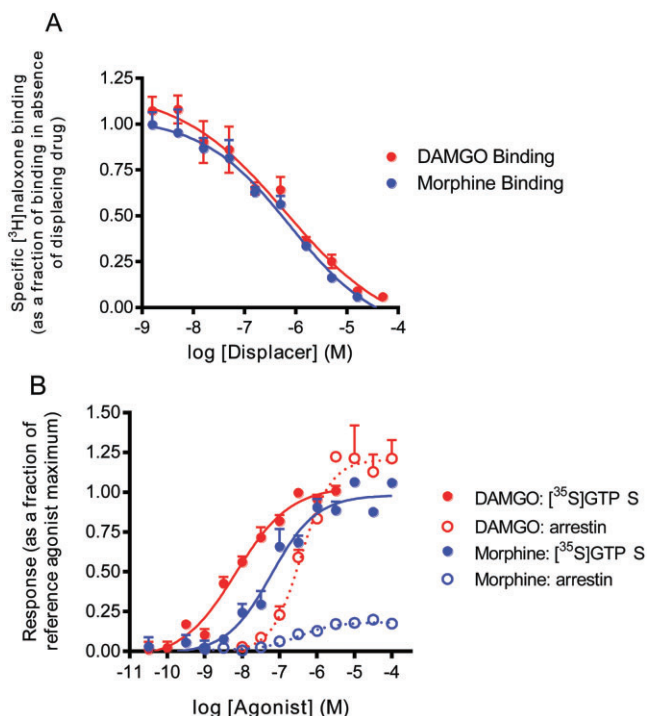 A
Specific [³H]naloxone binding
(as a fraction of binding in absence
of displacing drug)
1.25
1.00
0.75
0.50
0.25
0.00
-9 -8 -7 -6 -5 -4
log [Displacer] (M)
DAMGO Binding
Morphine Binding
B
Response (as a fraction of
reference agonist maximum)
1.50
1.25
1.00
0.75
0.50
0.25
0.00
-11 -10 -9 -8 -7 -6 -5 -4 -3
log [Agonist] (M)
DAMGO: [³⁵S]GTP S
DAMGO: arrestin
Morphine: [³⁵S]GTP S
Morphine: arrestin